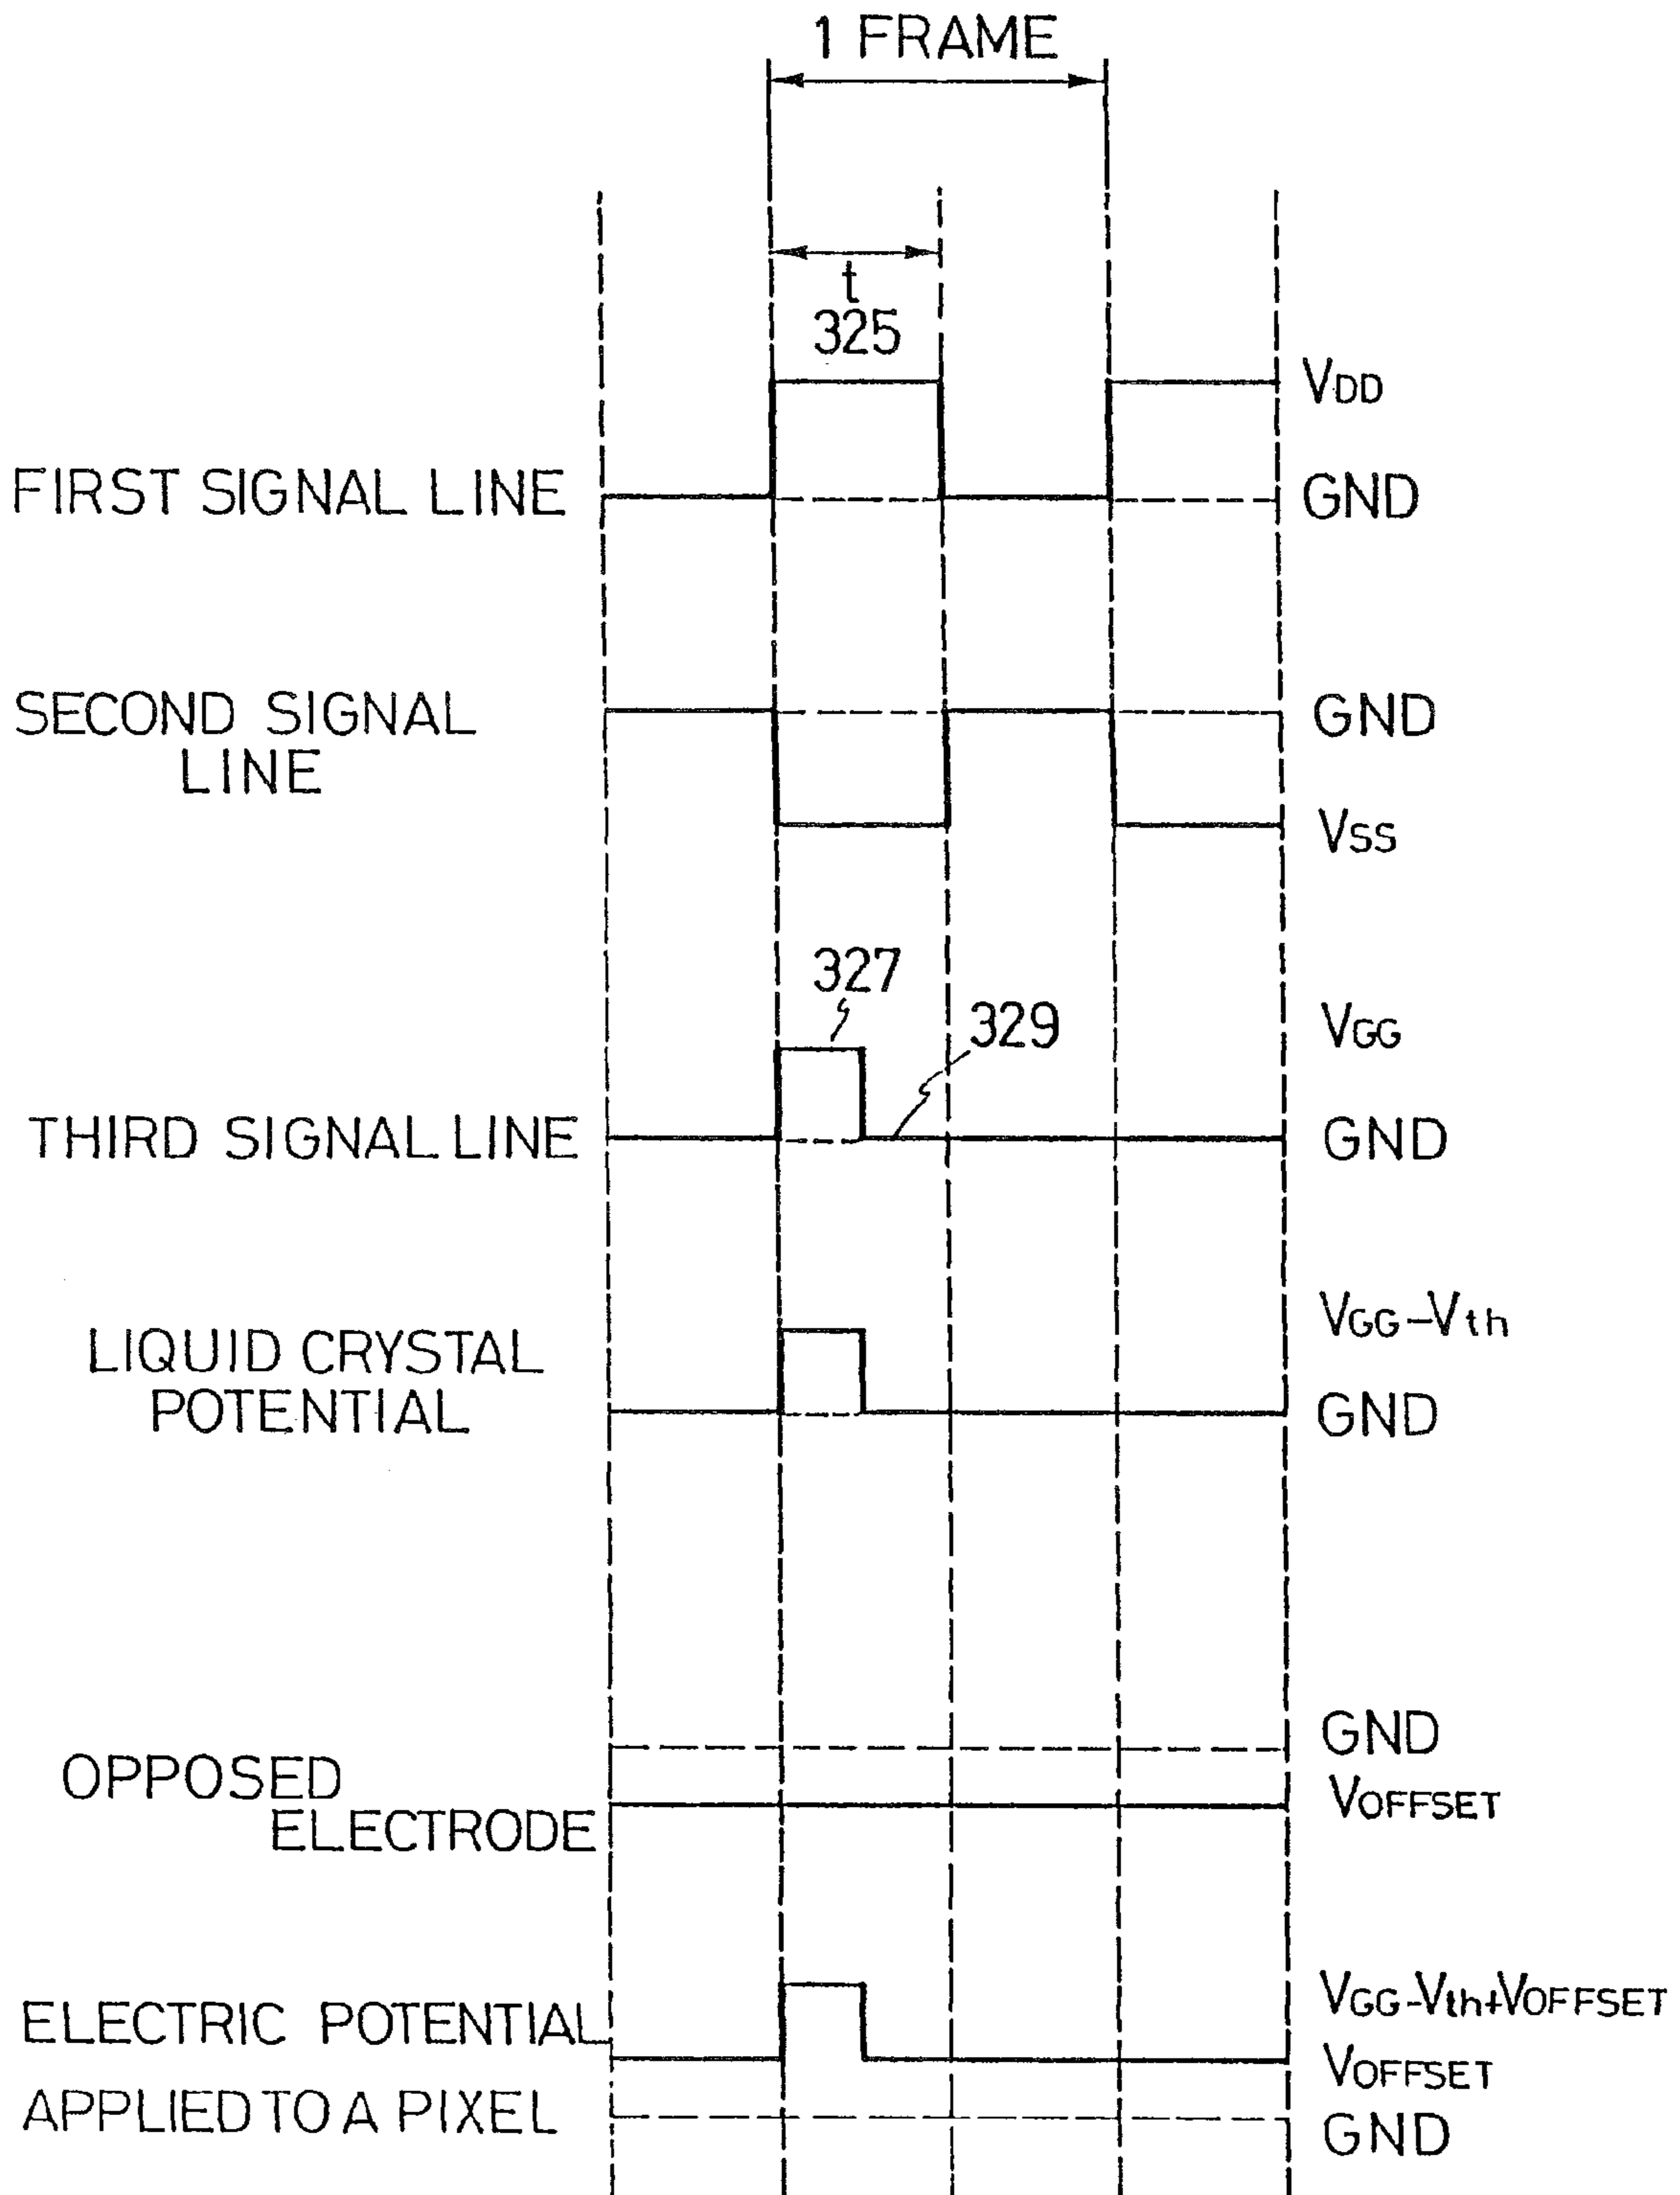 1 FRAME
t
325
VDD
FIRST SIGNAL LINE
GND
SECOND SIGNAL
LINE
GND
VSS
327
329
VGG
THIRD SIGNAL LINE
GND
LIQUID CRYSTAL
POTENTIAL
VGG-Vth
GND
GND
OPPOSED
ELECTRODE
VOFFSET
ELECTRIC POTENTIAL
APPLIED TO A PIXEL
VGG-Vth+VOFFSET
VOFFSET
GND